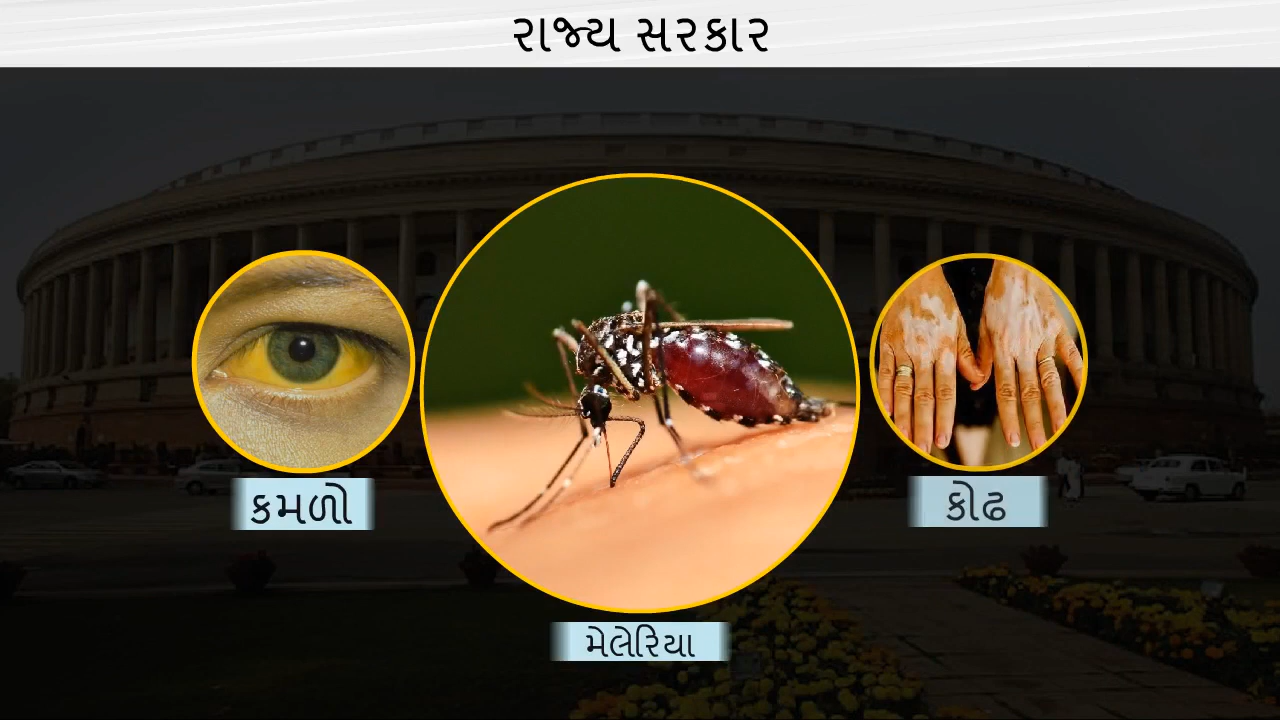 રાજ્ય સરકાર
કમળો
કોઢ
મેલેરિયા